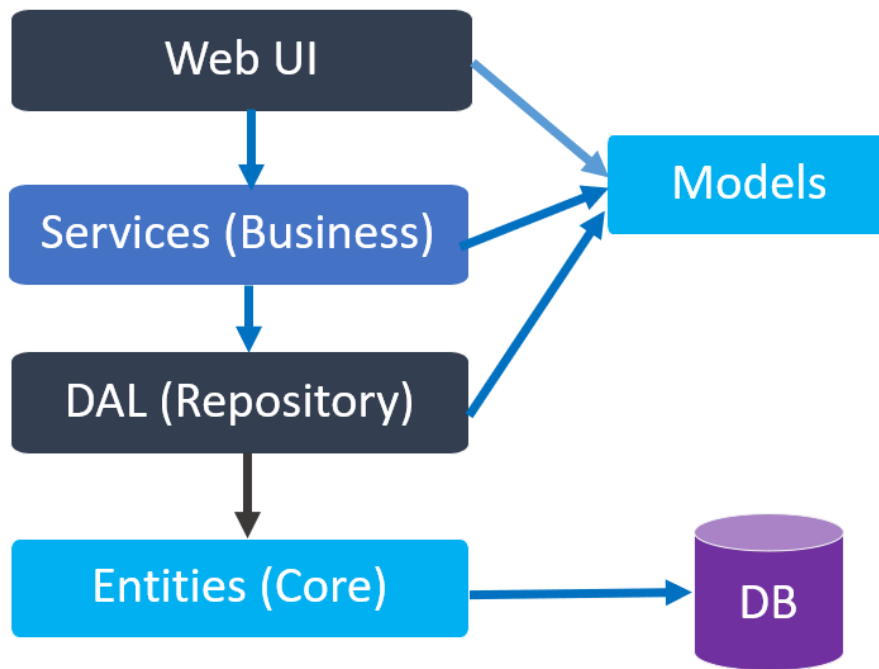 Web UI
Models
Services (Business)
DAL (Repository)
Entities (Core)
DB